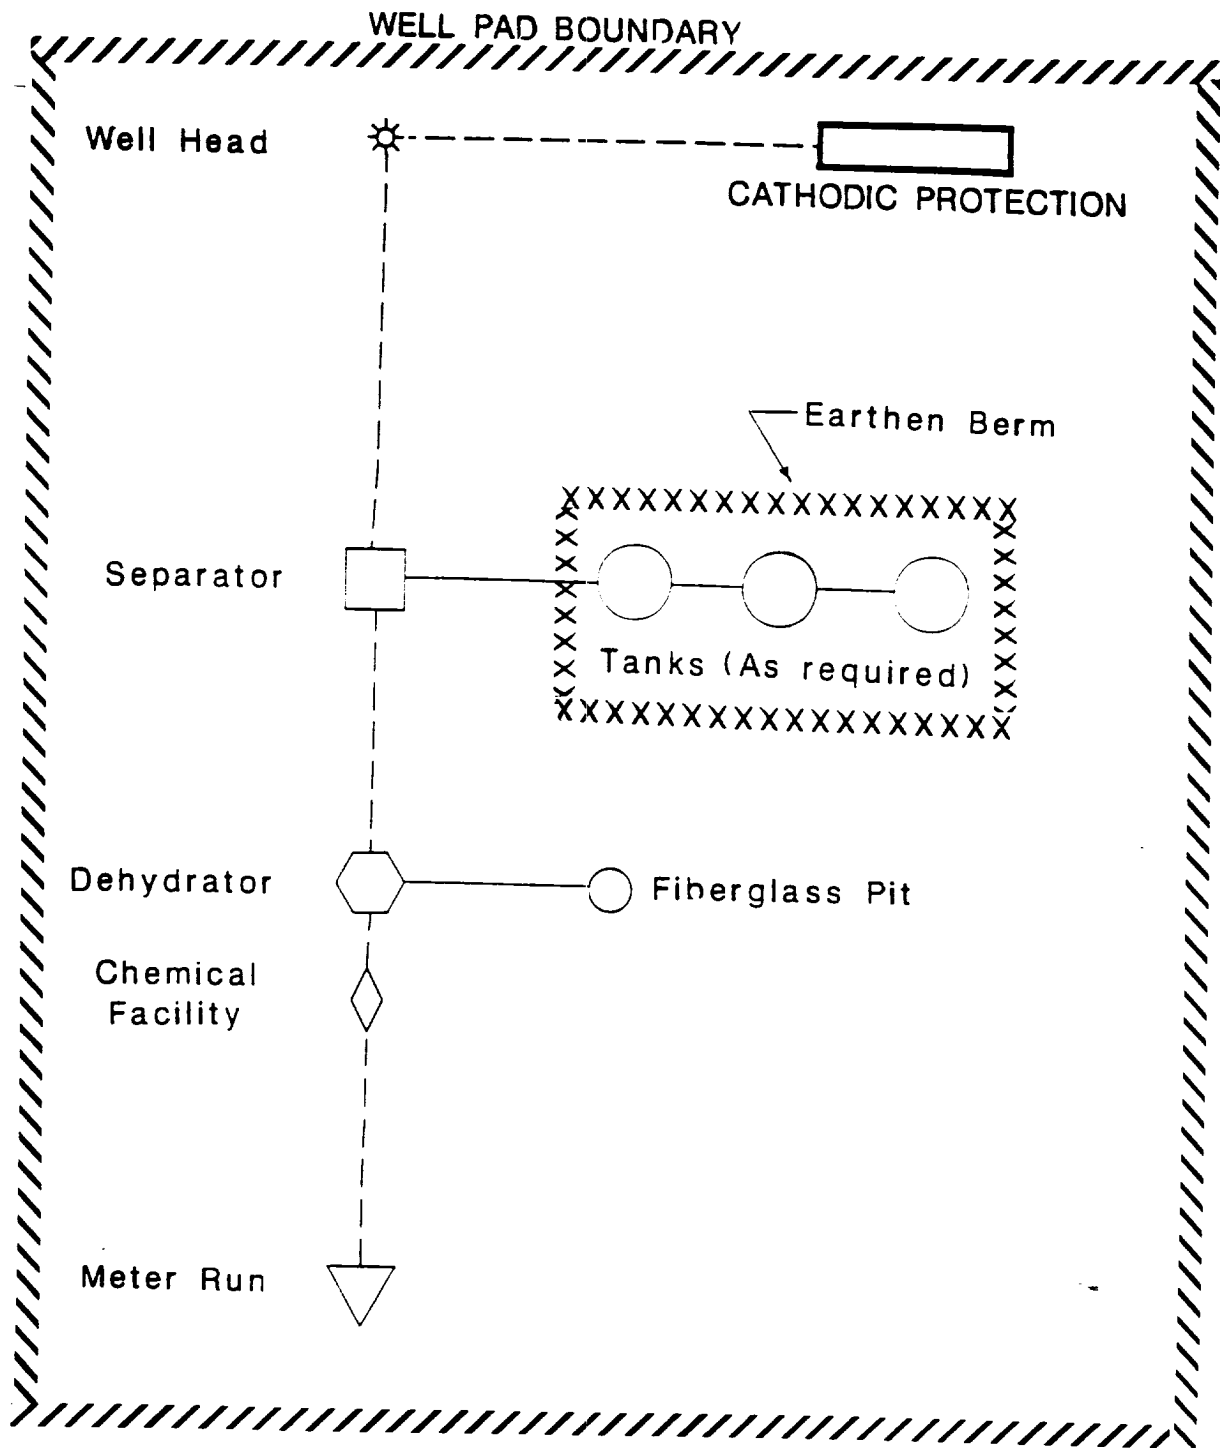 WELL PAD BOUNDARY
Well Head
CATHODIC PROTECTION
Earthen Berm
Separator
Tanks (As required)
Dehydrator
Fiberglass Pit
Chemical
Facility
Meter Run